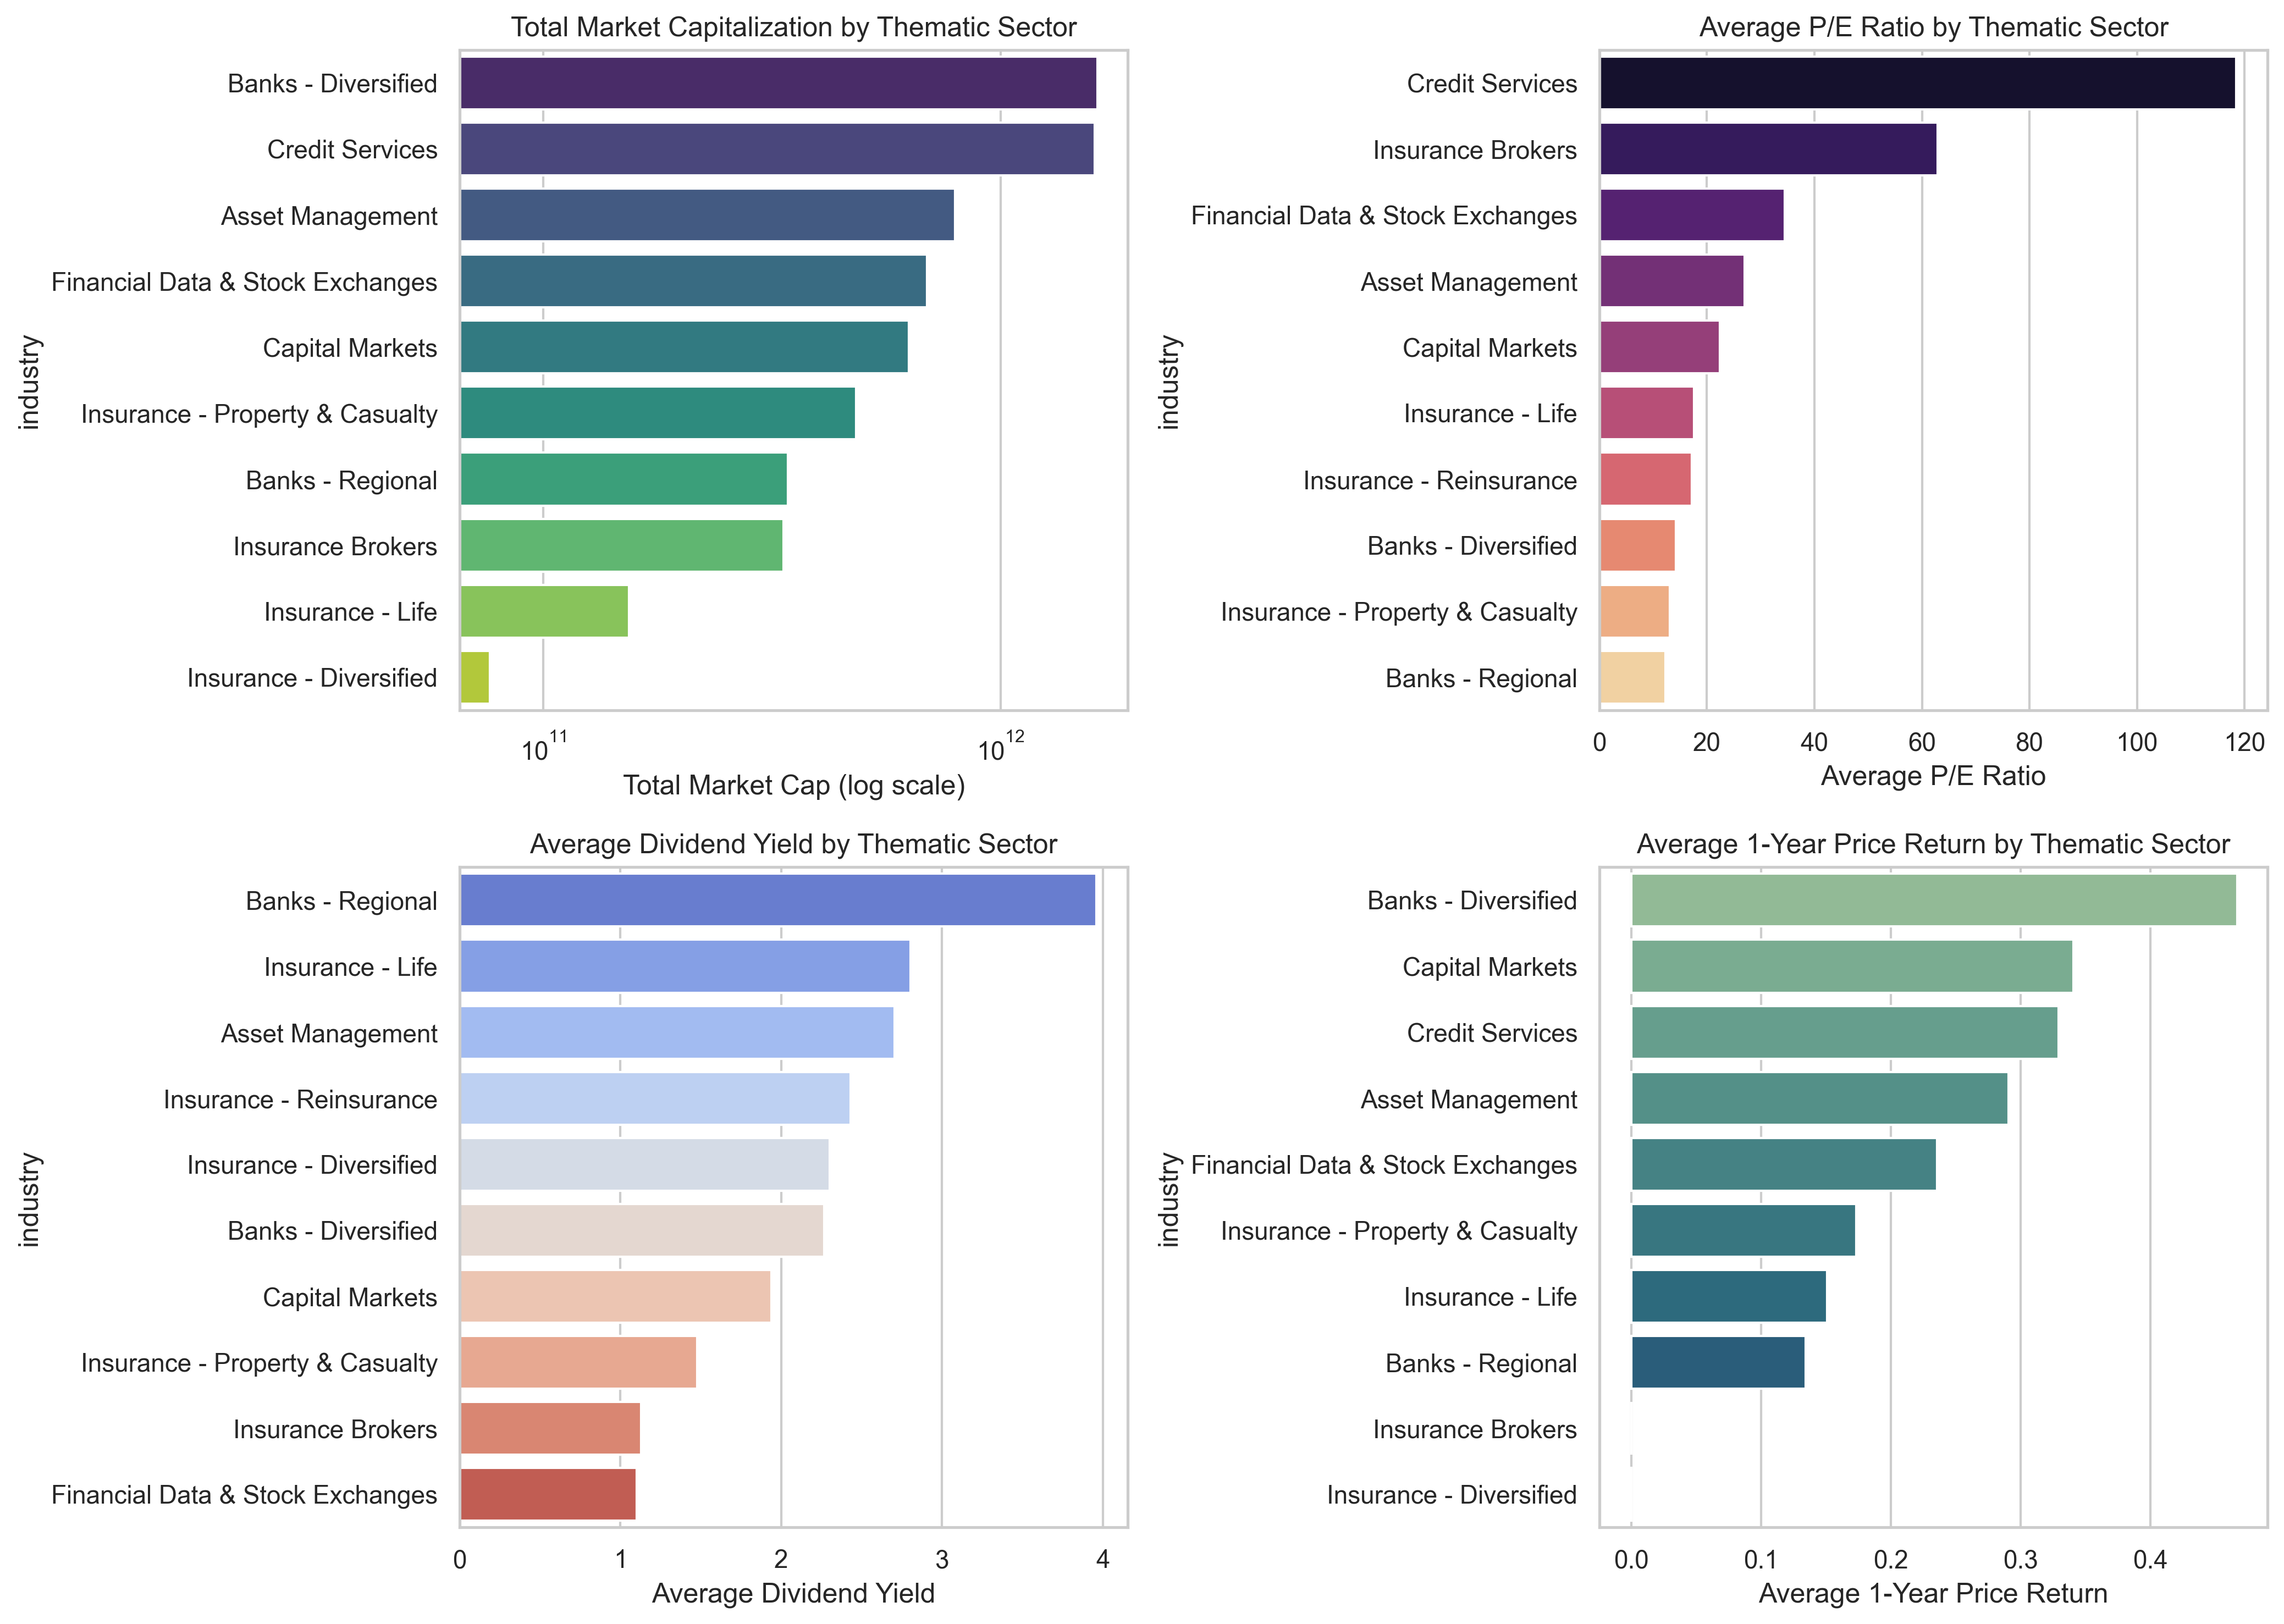 Total Market Capitalization by Thematic Sector
industry
Banks - Diversified
Credit Services
Asset Management
Financial Data & Stock Exchanges
Capital Markets
Insurance - Property & Casualty
Banks - Regional
Insurance Brokers
Insurance - Life
Insurance - Diversified
10^11 10^12
Total Market Cap (log scale)
Average P/E Ratio by Thematic Sector
industry
Credit Services
Insurance Brokers
Financial Data & Stock Exchanges
Asset Management
Capital Markets
Insurance - Life
Insurance - Reinsurance
Banks - Diversified
Insurance - Property & Casualty
Banks - Regional
0 20 40 60 80 100 120
Average P/E Ratio
Average Dividend Yield by Thematic Sector
industry
Banks - Regional
Insurance - Life
Asset Management
Insurance - Reinsurance
Insurance - Diversified
Banks - Diversified
Capital Markets
Insurance - Property & Casualty
Insurance Brokers
Financial Data & Stock Exchanges
0 1 2 3 4
Average Dividend Yield
Average 1-Year Price Return by Thematic Sector
industry
Banks - Diversified
Capital Markets
Credit Services
Asset Management
Financial Data & Stock Exchanges
Insurance - Property & Casualty
Insurance - Life
Banks - Regional
Insurance Brokers
Insurance - Diversified
0.0 0.1 0.2 0.3 0.4
Average 1-Year Price Return